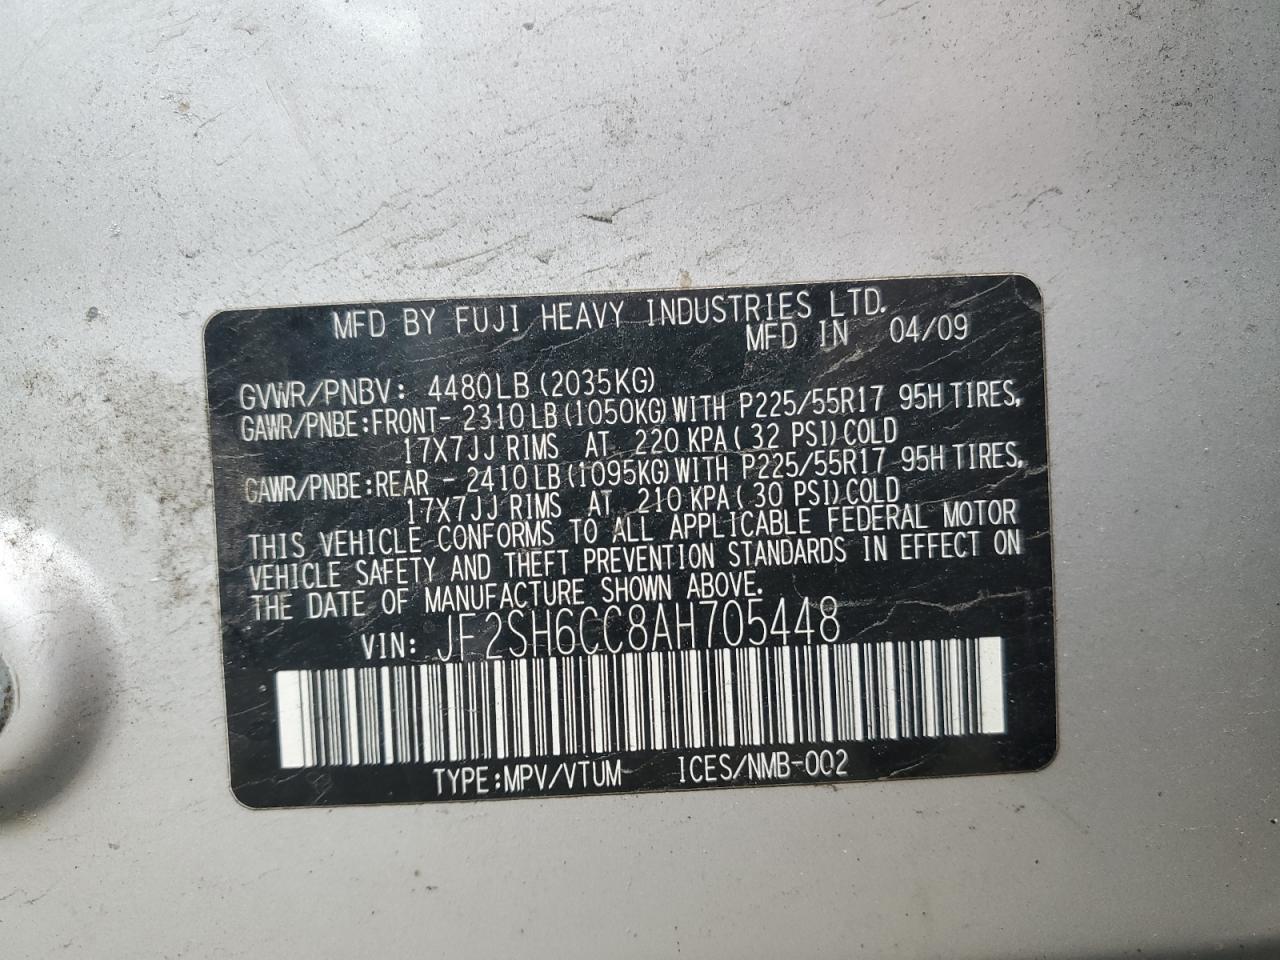 MFD BY FUJI HEAVY INDUSTRIES LTD.
MFD IN 04/09
GVWR/PNBV: 4480LB(2035KG)
GAWR/PNBE:FRONT- 2310LB(1050KG)WITH P225/55R17 95H TIRES,
17X7JJ RIMS AT 220 KPA( 32 PSI)COLD
GAWR/PNBE:REAR - 2410LB(1095KG)WITH P225/55R17 95H TIRES,
17X7JJ RIMS AT 210 KPA( 30 PSI)COLD
THIS VEHICLE CONFORMS TO ALL APPLICABLE FEDERAL MOTOR
VEHICLE SAFETY AND THEFT PREVENTION STANDARDS IN EFFECT ON
THE DATE OF MANUFACTURE SHOWN ABOVE.
VIN: JF2SH6CC8AH705448
TYPE:MPV/VTUM ICES/NMB-002